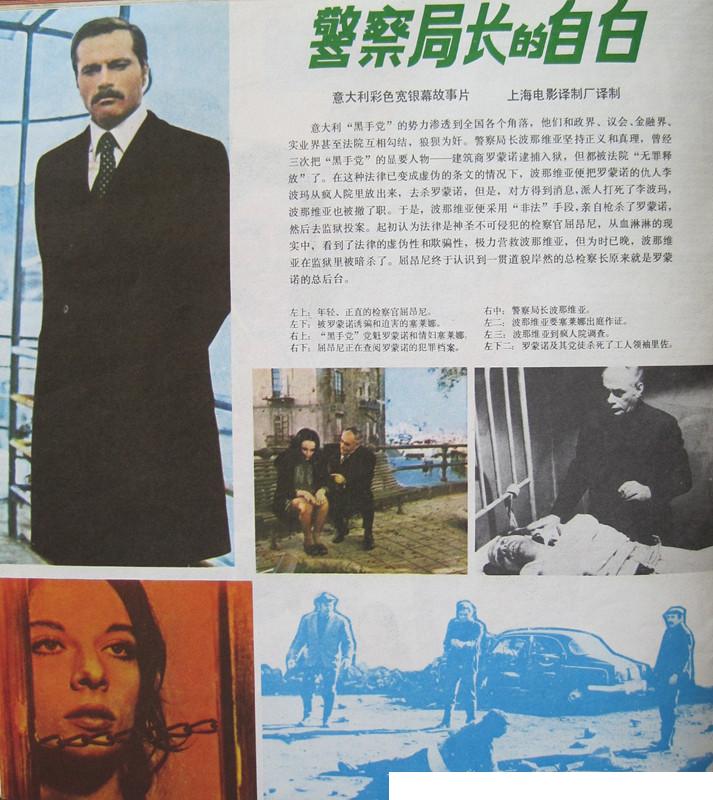 警察局长的自白
意大利彩色宽银幕故事片 上海电影译制厂译制
意大利“黑手党”的势力渗透到全国各个角落，他们和政界、议会、金融界、
实业界甚至法院互相勾结，狼狈为奸。警察局长波那维亚坚持正义和真理，曾经
三次把“黑手党”的显要人物——建筑商罗蒙诺逮捕入狱，但都被法院“无罪释
放”了。在这种法律已变成虚伪的条文的情况下，波那维亚便把罗蒙诺的仇人李
波玛从疯人院里放出来，去杀罗蒙诺，但是，对方得到消息，派人打死了李波玛，
波那维亚也被撤了职。于是，波那维亚便采用“非法”手段，亲自枪杀了罗蒙诺，
然后去监狱投案。起初认为法律是神圣不可侵犯的检察官屈昂尼，从血淋淋的现
实中，看到了法律的虚伪性和欺骗性，极力营救波那维亚，但为时已晚，波那维
亚在监狱里被暗杀了。屈昂尼终于认识到一贯道貌岸然的总检察长原来就是罗蒙
诺的总后台。
左上：年轻、正直的检察官屈昂尼。
左下：被罗蒙诺诱骗和迫害的塞莱娜。
右上：“黑手党”党魁罗蒙诺和情妇塞莱娜。
右下：屈昂尼正在查阅罗蒙诺的犯罪档案。
右中：警察局长波那维亚。
左二：波那维亚要塞莱娜出庭作证。
左三：波那维亚到疯人院调查。
左下二：罗蒙诺及其党徒杀死了工人领袖里佐。